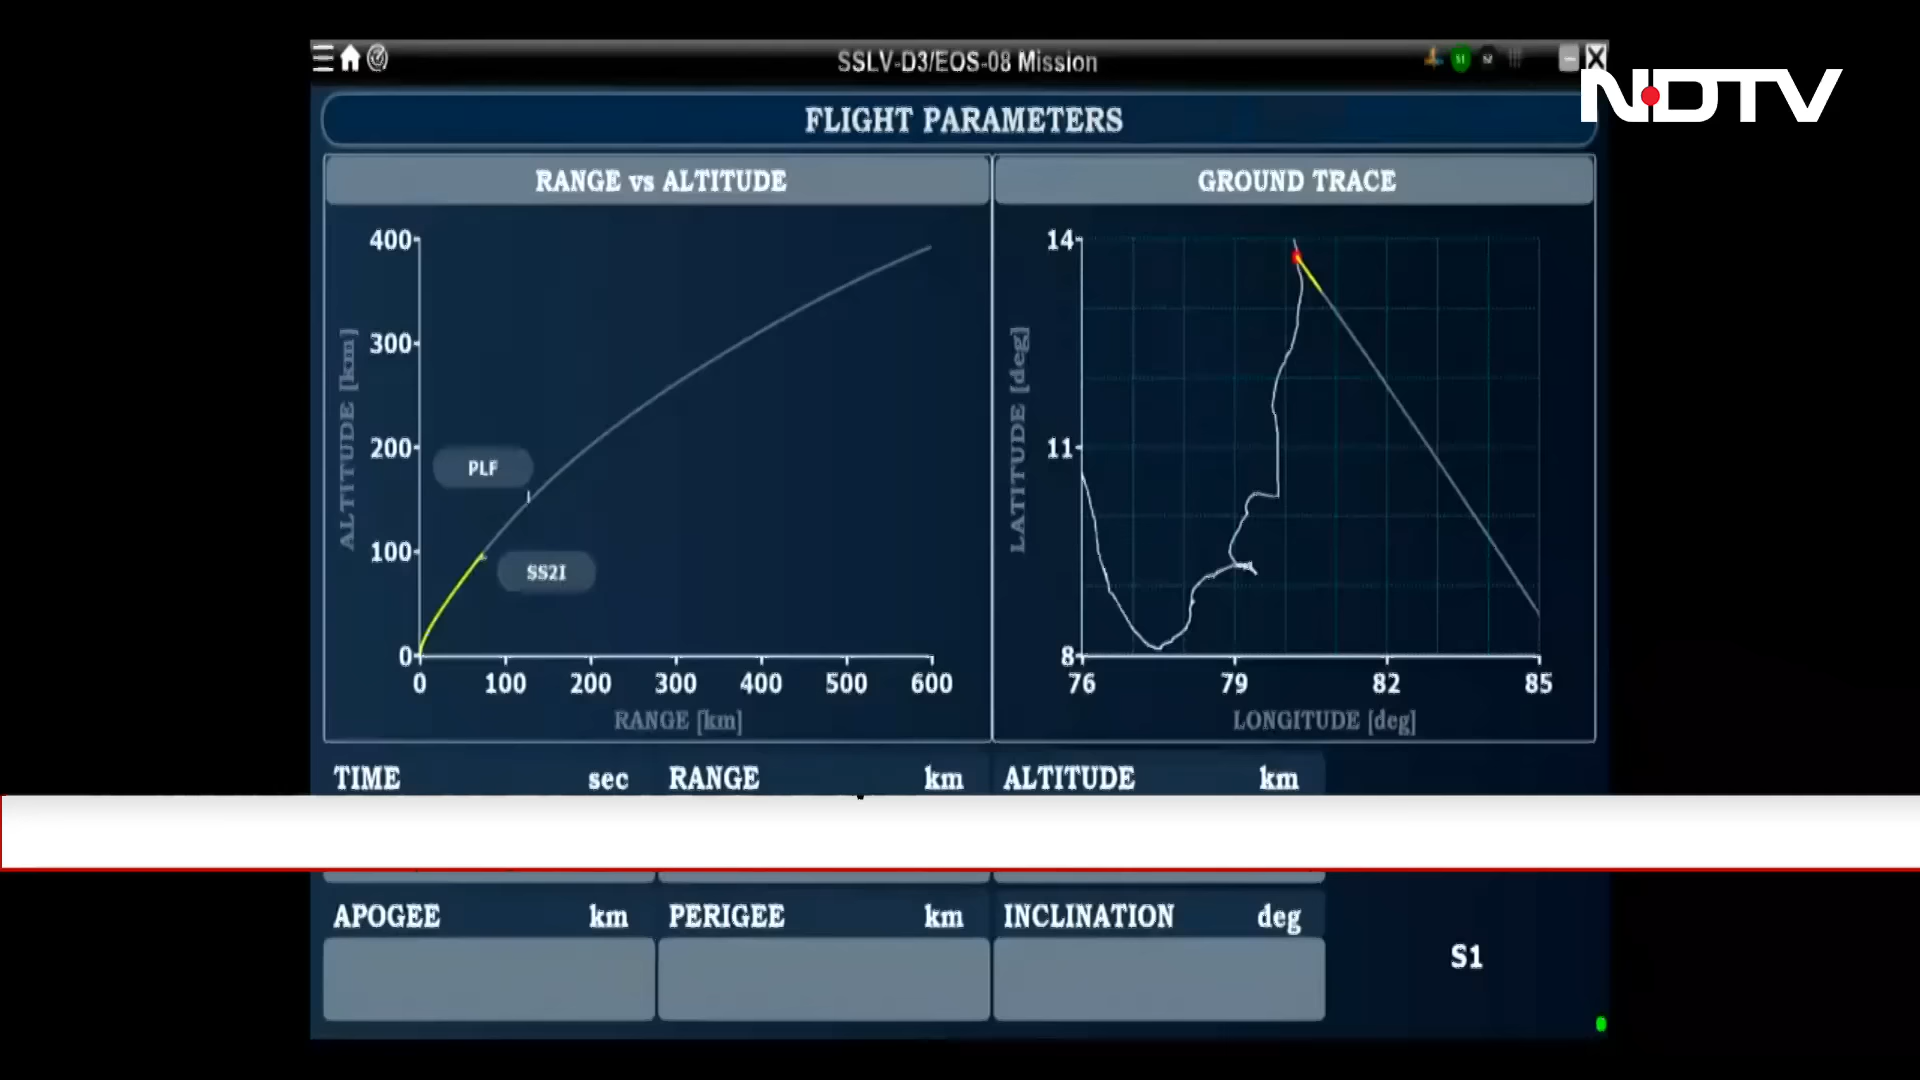 SSLV-D3/EOS-08 Mission
S1
NDTV
FLIGHT PARAMETERS
RANGE vs ALTITUDE
GROUND TRACE
400
300
200
100
0
ALTITUDE [km]
PLF
SS2I
0 100 200 300 400 500 600
RANGE [km]
14
11
8
LATITUDE [deg]
76 79 82 85
LONGITUDE [deg]
TIME sec RANGE km ALTITUDE km
APOGEE km PERIGEE km INCLINATION deg
S1